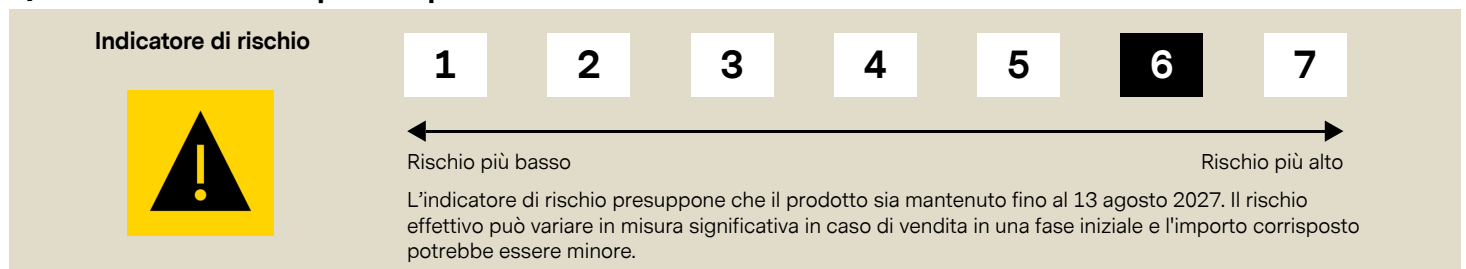 Indicatore di rischio
1 2 3 4 5 6 7
Rischio più basso Rischio più alto
L'indicatore di rischio presuppone che il prodotto sia mantenuto fino al 13 agosto 2027. Il rischio
effettivo può variare in misura significativa in caso di vendita in una fase iniziale e l'importo corrisposto
potrebbe essere minore.